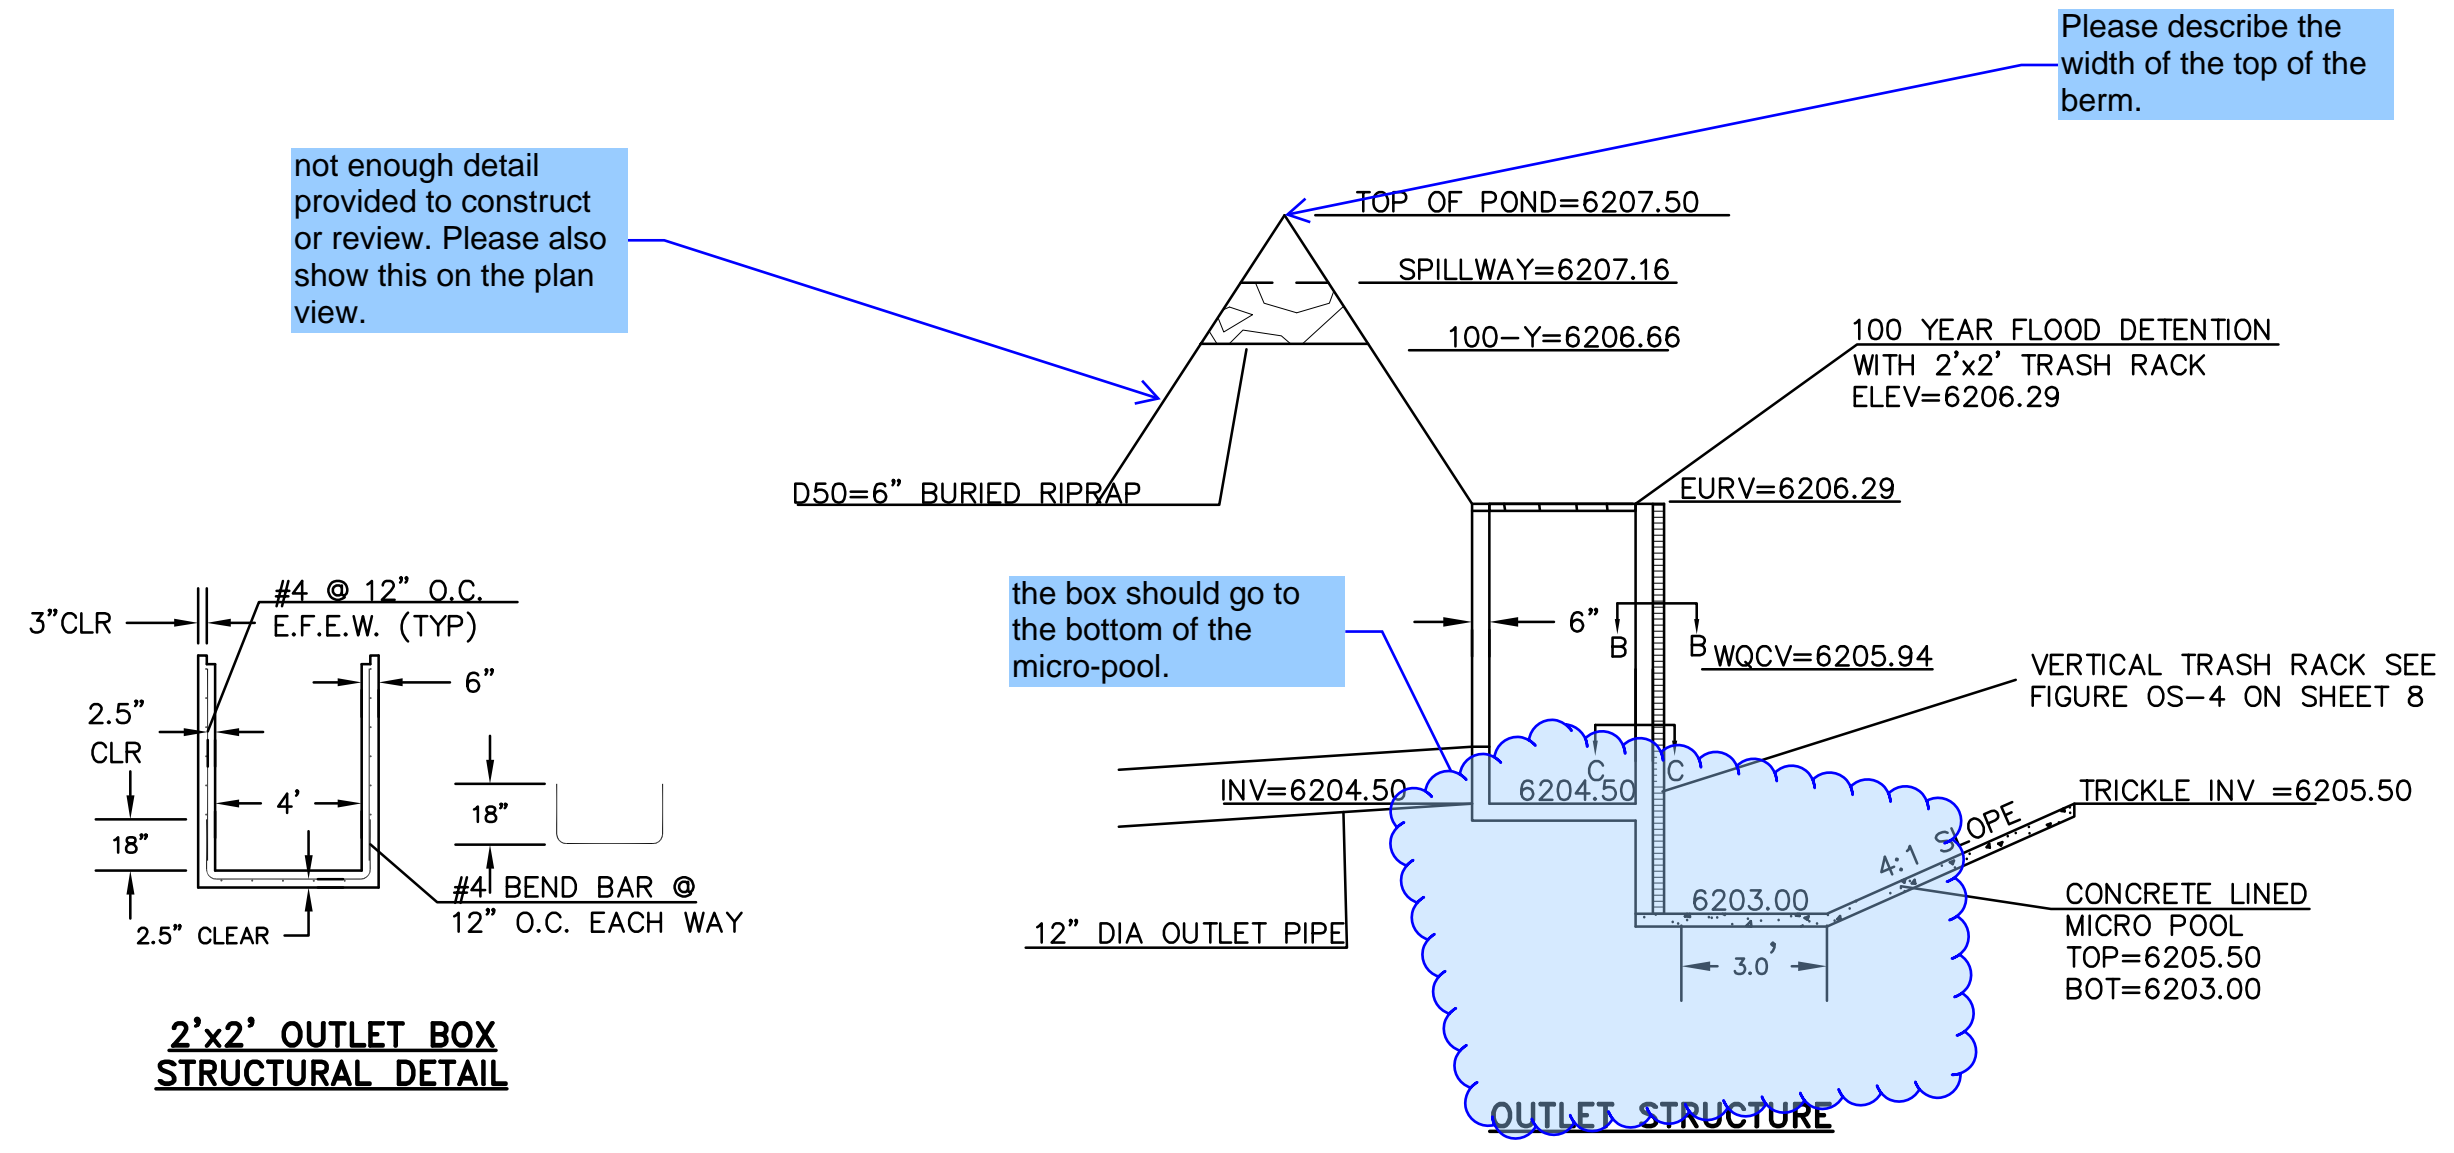 Please describe the
width of the top of the
berm.
not enough detail
provided to construct
or review. Please also
show this on the plan
view.
TOP OF POND=6207.50
SPILLWAY=6207.16
100-Y=6206.66
100 YEAR FLOOD DETENTION
WITH 2'x2' TRASH RACK
ELEV=6206.29
D50=6" BURIED RIPRAP
EURV=6206.29
the box should go to
the bottom of the
micro-pool.
6"
B B
WQCV=6205.94
VERTICAL TRASH RACK SEE
FIGURE OS-4 ON SHEET 8
C C
INV=6204.50
6204.50
TRICKLE INV =6205.50
4:1 SLOPE
6203.00
CONCRETE LINED
MICRO POOL
TOP=6205.50
BOT=6203.00
12" DIA OUTLET PIPE
3.0'
OUTLET STRUCTURE
#4 @ 12" O.C.
E.F.E.W. (TYP)
3"CLR
6"
2.5"
CLR
4'
18"
18"
#4 BEND BAR @
12" O.C. EACH WAY
2.5" CLEAR
2'x2' OUTLET BOX
STRUCTURAL DETAIL